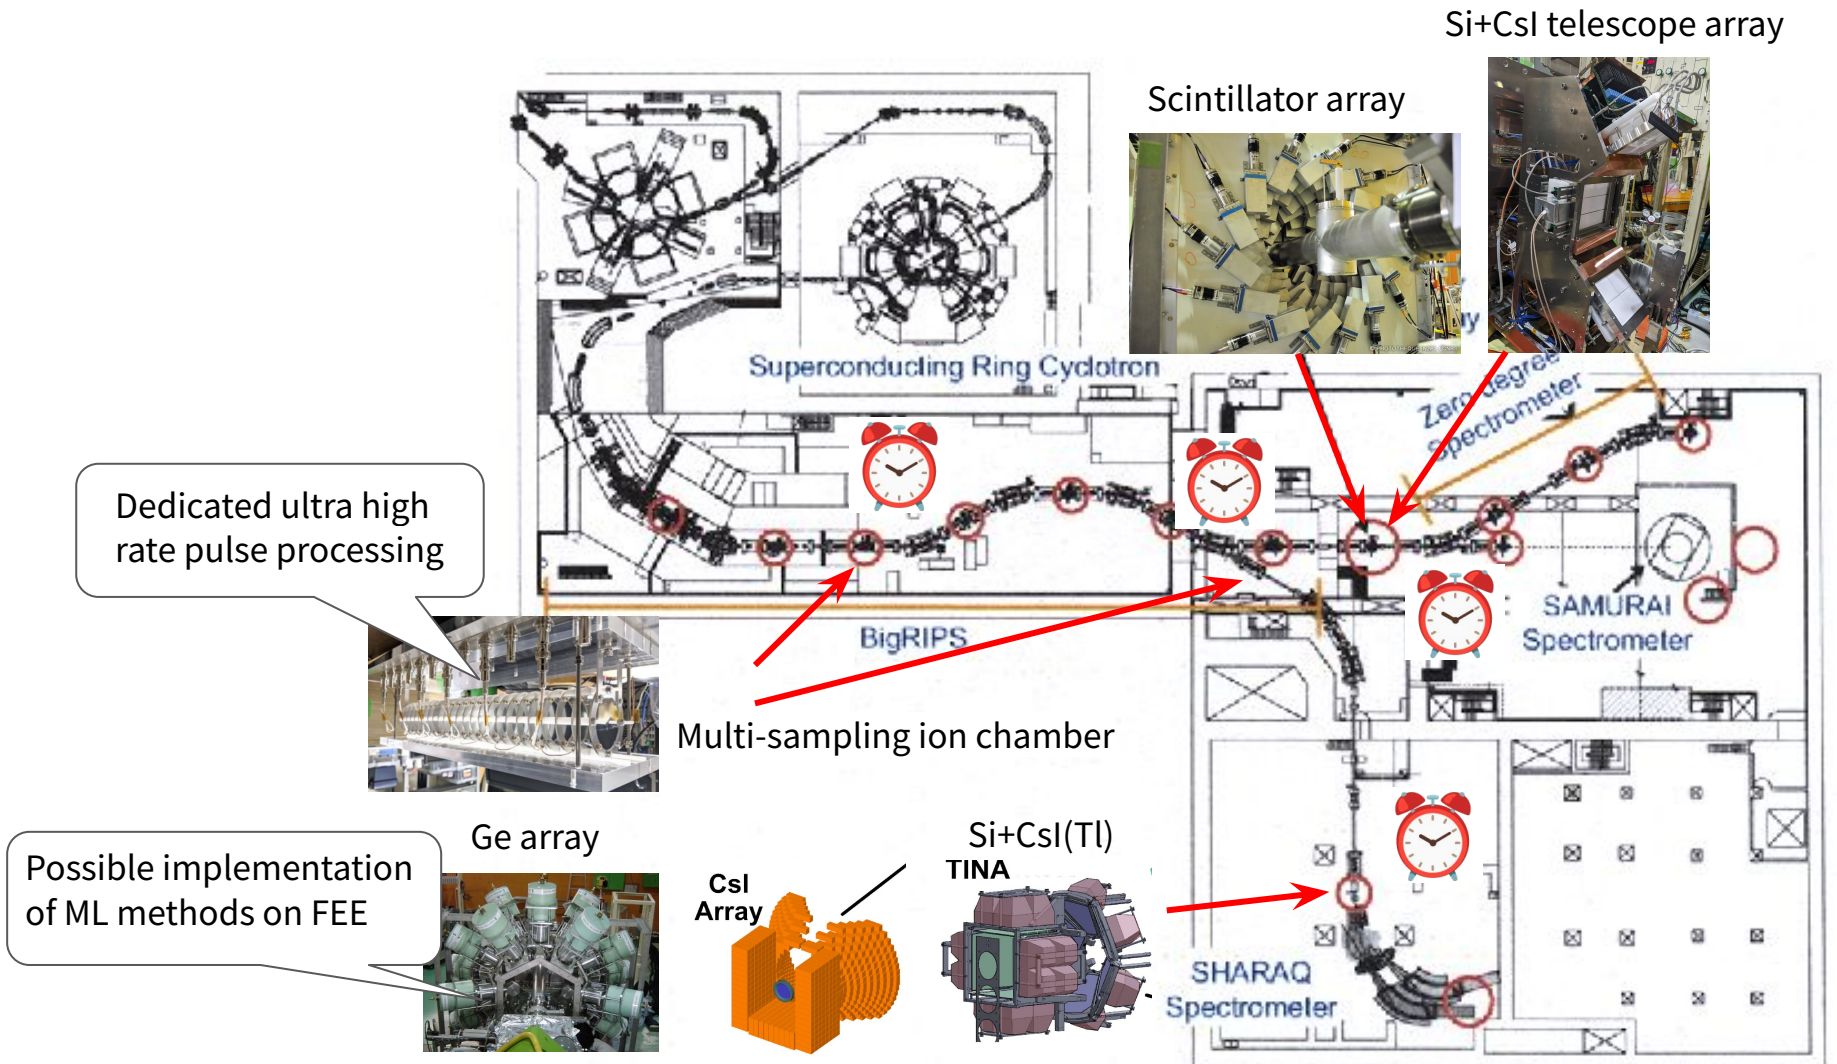 Si+CsI telescope array
Scintillator array
Superconducting Ring Cyclotron
Zero-degree
Spectrometer
Dedicated ultra high
rate pulse processing
BigRIPS
SAMURAI
Spectrometer
Multi-sampling ion chamber
Ge array
Si+CsI(Tl)
TINA
CsI
Array
Possible implementation
of ML methods on FEE
SHARAQ
Spectrometer